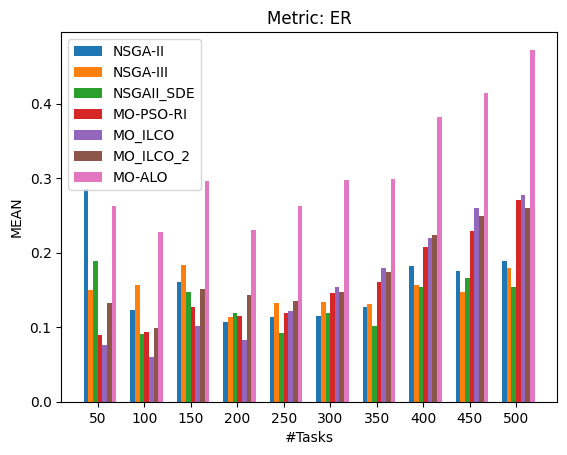 Metric: ER
NSGA-II
NSGA-III
NSGAII_SDE
MO-PSO-RI
MO_ILCO
MO_ILCO_2
MO-ALO
MEAN
0.4
0.3
0.2
0.1
0.0
50 100 150 200 250 300 350 400 450 500
#Tasks